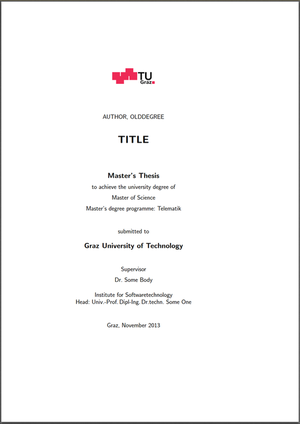 TU
Graz
AUTHOR, OLDDEGREE
TITLE
Master's Thesis
to achieve the university degree of
Master of Science
Master's degree programme: Telematik
submitted to
Graz University of Technology
Supervisor
Dr. Some Body
Institute for Softwaretechnology
Head: Univ.-Prof. Dipl-Ing. Dr.techn. Some One
Graz, November 2013